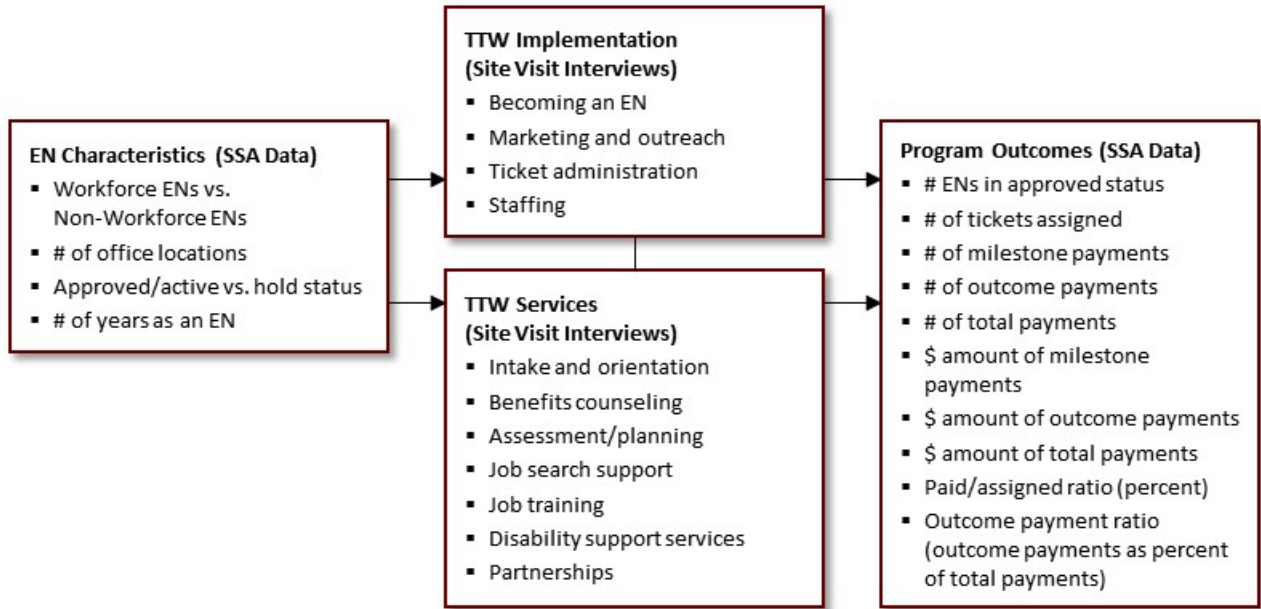 EN Characteristics (SSA Data)
▪ Workforce ENs vs.
Non-Workforce ENs
▪ # of office locations
▪ Approved/active vs. hold status
▪ # of years as an EN
TTW Implementation
(Site Visit Interviews)
▪ Becoming an EN
▪ Marketing and outreach
▪ Ticket administration
▪ Staffing
TTW Services
(Site Visit Interviews)
▪ Intake and orientation
▪ Benefits counseling
▪ Assessment/planning
▪ Job search support
▪ Job training
▪ Disability support services
▪ Partnerships
Program Outcomes (SSA Data)
▪ # ENs in approved status
▪ # of tickets assigned
▪ # of milestone payments
▪ # of outcome payments
▪ # of total payments
▪ $ amount of milestone
payments
▪ $ amount of outcome payments
▪ $ amount of total payments
▪ Paid/assigned ratio (percent)
▪ Outcome payment ratio
(outcome payments as percent
of total payments)